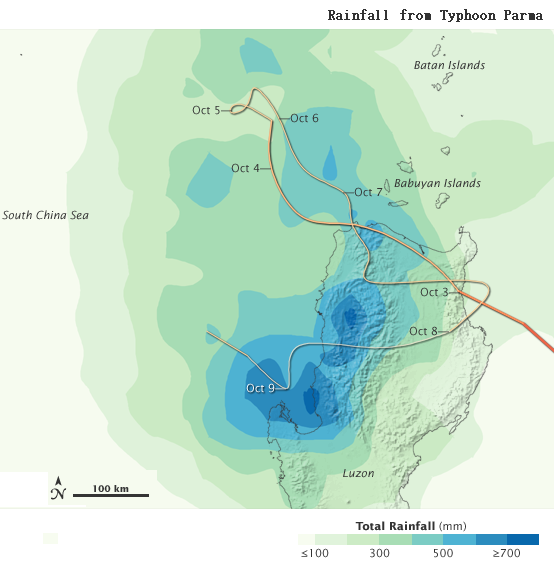 Rainfall from Typhoon Parma
Batan Islands
Oct 5
Oct 6
Oct 4
Babuyan Islands
Oct 7
South China Sea
Oct 3
Oct 8
Oct 9
Luzon
N
100 km
Total Rainfall (mm)
≤100 300 500 ≥700